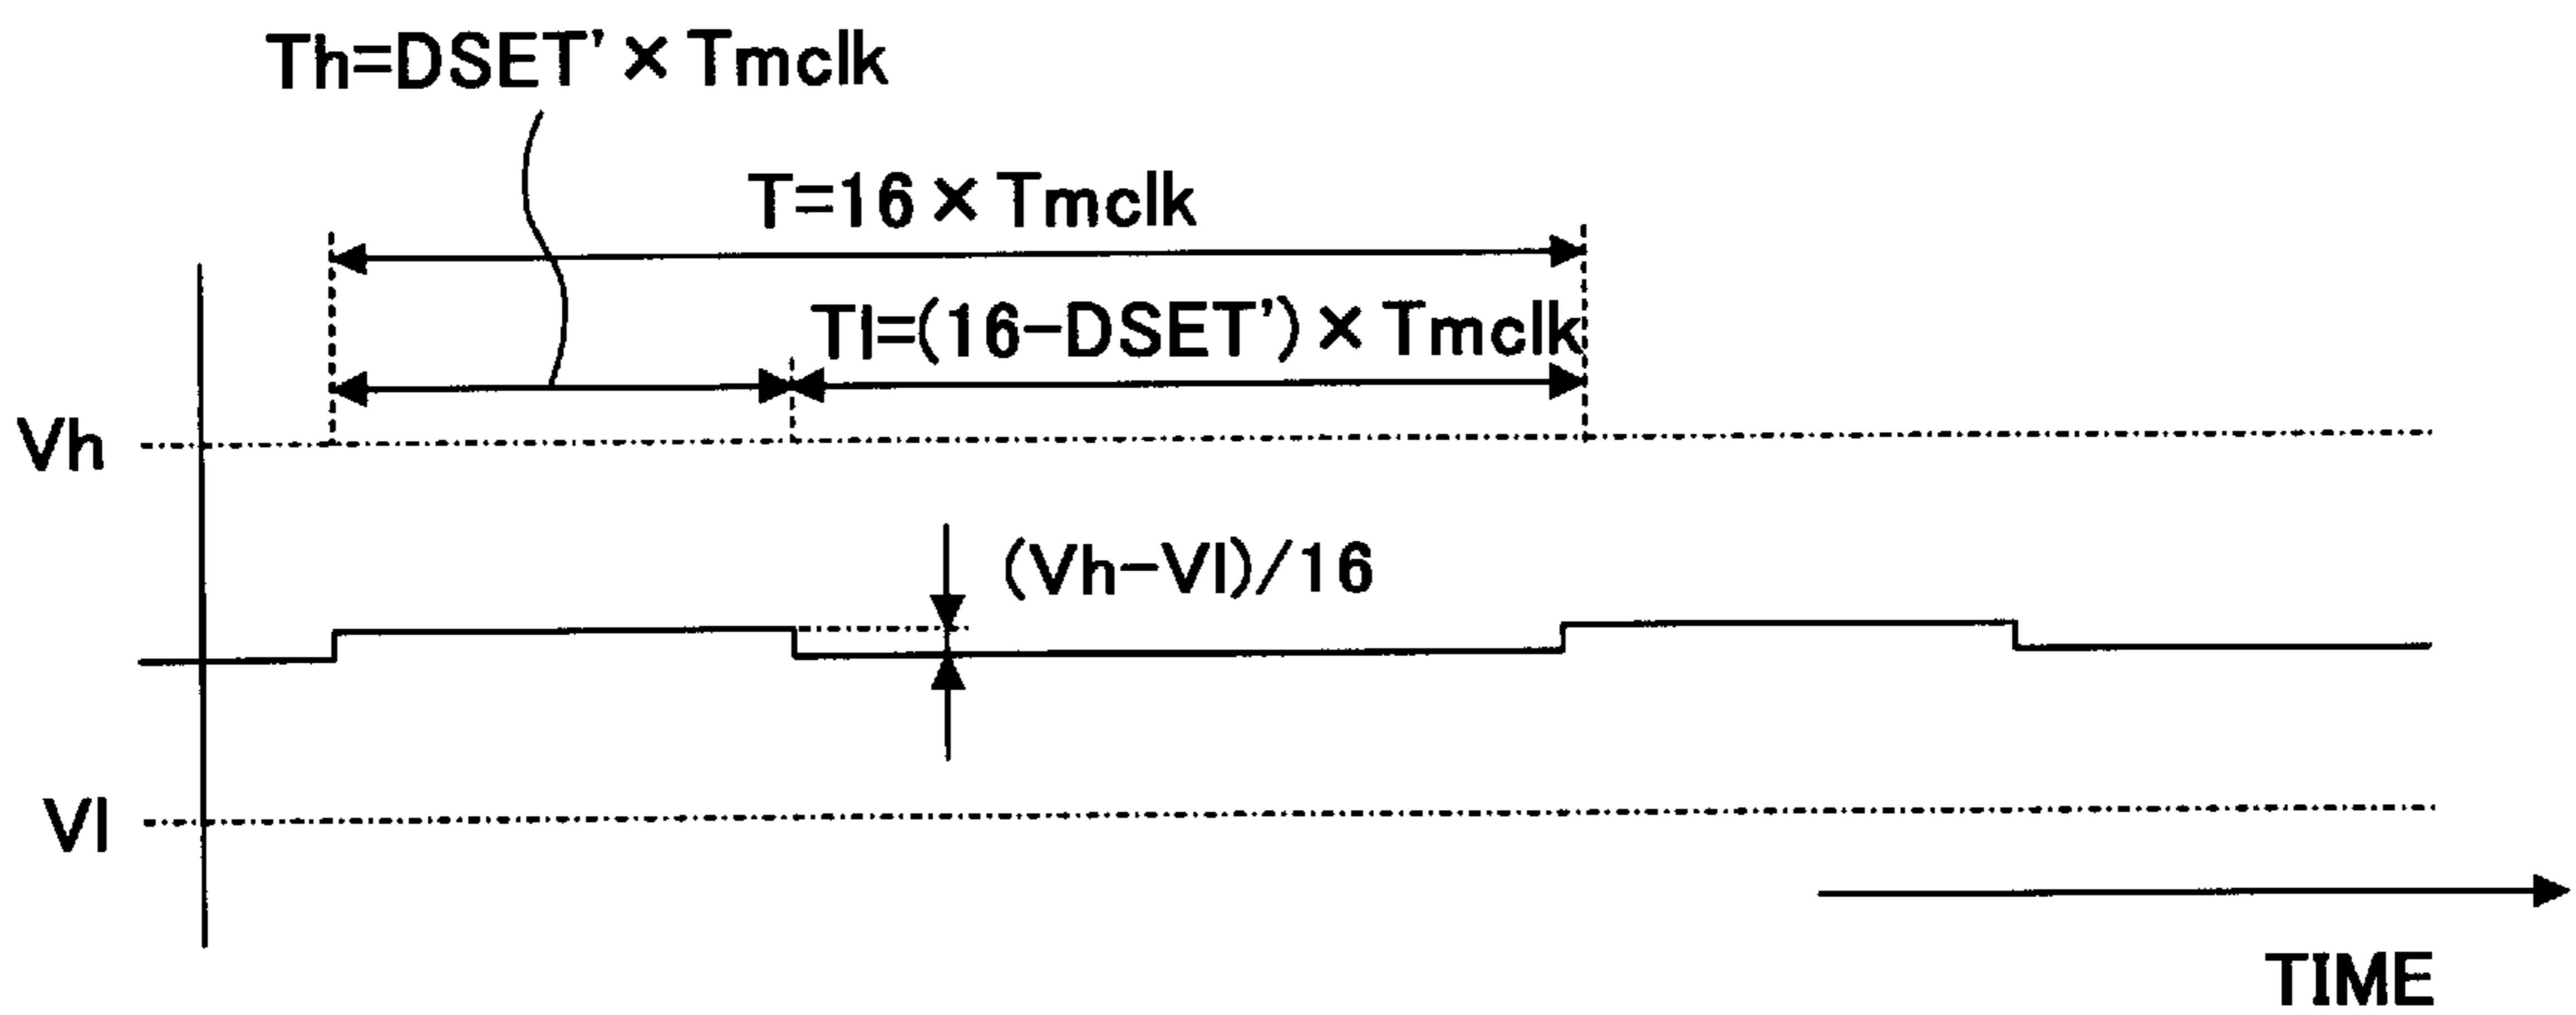 Th=DSET'×Tmclk
T=16×Tmclk
Tl=(16-DSET')×Tmclk
Vh
(Vh-Vl)/16
Vl
TIME